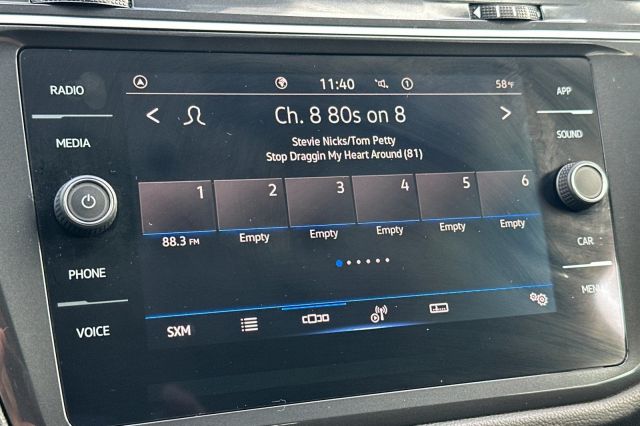 RADIO
MEDIA
PHONE
VOICE
11:40
1
58°F
Ch. 8 80s on 8
Stevie Nicks/Tom Petty
Stop Draggin My Heart Around (81)
1 2 3 4 5 6
88.3 FM Empty Empty Empty Empty Empty
SXM
APP
SOUND
CAR
MENU